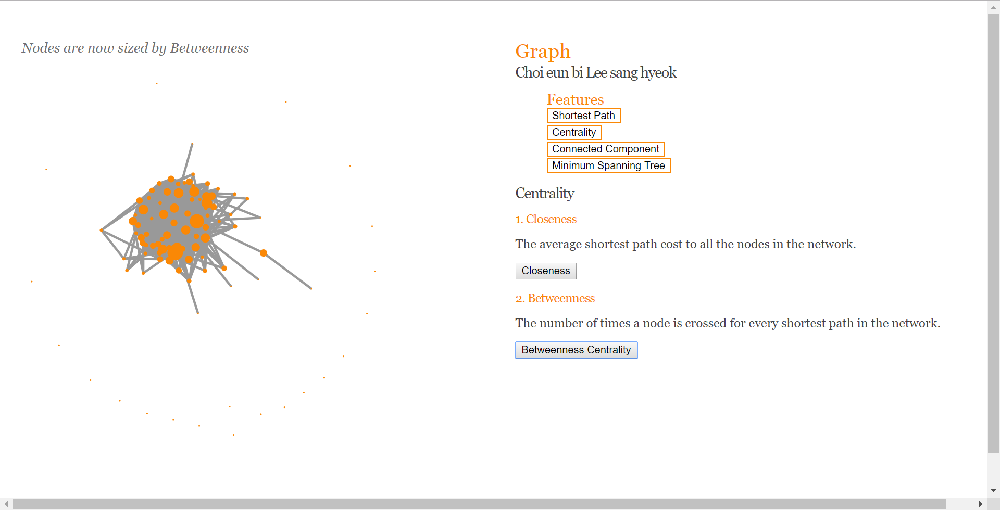 Nodes are now sized by Betweenness
Graph
Choi eun bi Lee sang hyeok
Features
Shortest Path
Centrality
Connected Component
Minimum Spanning Tree
Centrality
1. Closeness
The average shortest path cost to all the nodes in the network.
Closeness
2. Betweenness
The number of times a node is crossed for every shortest path in the network.
Betweenness Centrality